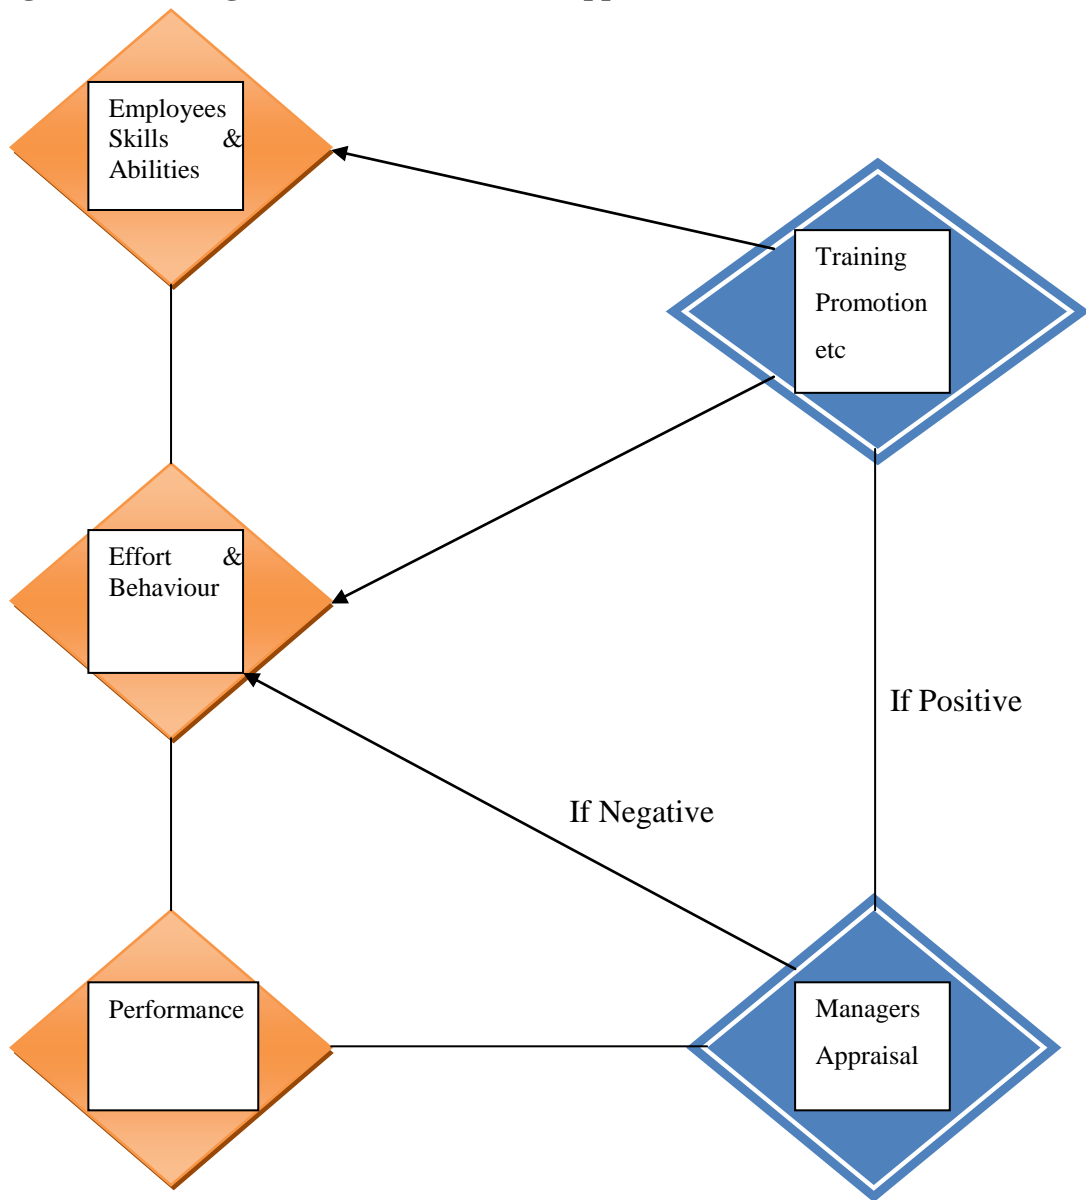 Employees
Skills &
Abilities
Training
Promotion
etc
Effort &
Behaviour
If Positive
If Negative
Performance
Managers
Appraisal